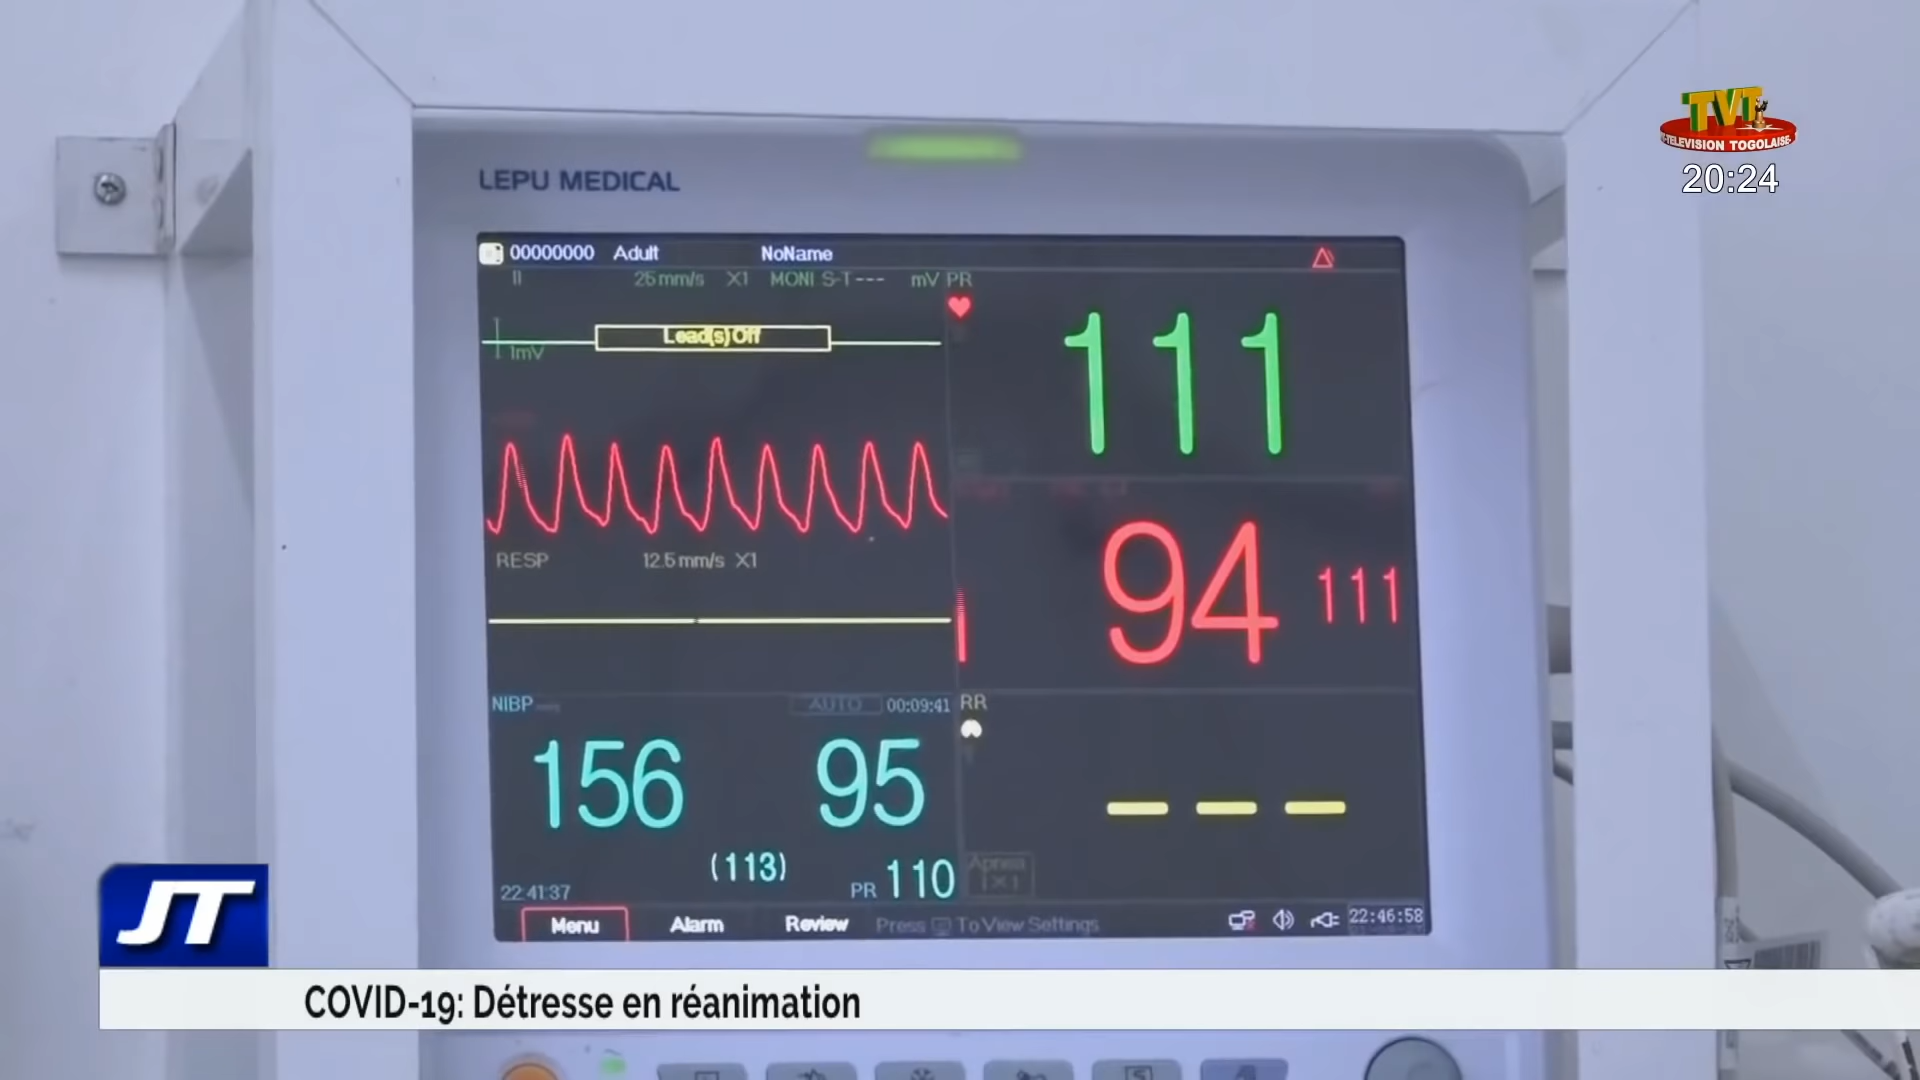 TVT
TELEVISION TOGOLAISE
20:24
LEPU MEDICAL
00000000 Adult NoName
II 25mm/s X1 MONI S-T--- mV PR
Lead(s) Off
1mV
111
94 111
RESP 12.5mm/s X1
NIBP AUTO 00:09:41 RR
156 95
---
(113) PR 110
Apnea
X1
22:41:37
Menu Alarm Review Press To View Settings 22:46:58
JT
COVID-19: Détresse en réanimation